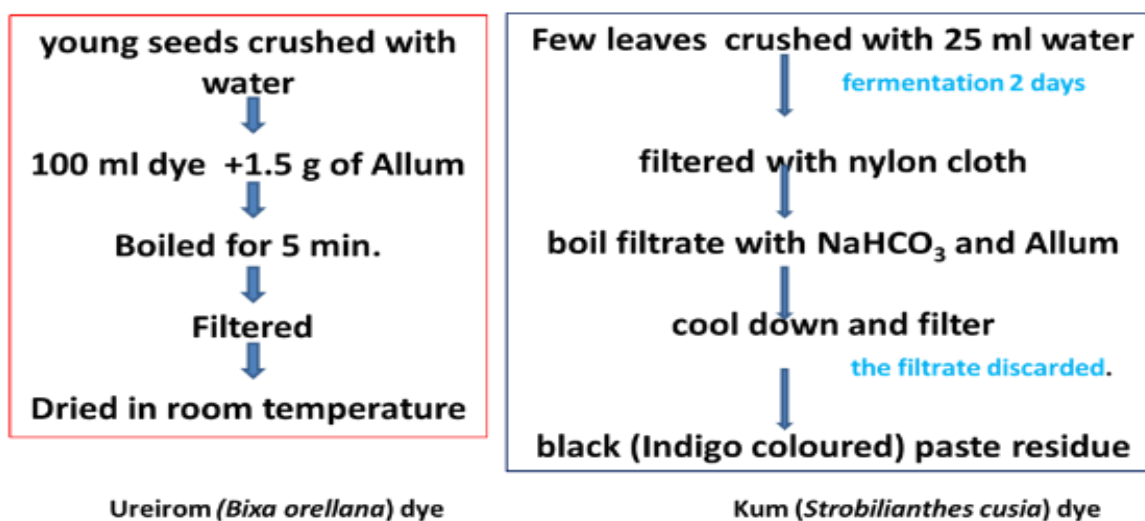 young seeds crushed with
water
100 ml dye +1.5 g of Allum
Boiled for 5 min.
Filtered
Dried in room temperature
Ureirom (Bixa orellana) dye
Few leaves crushed with 25 ml water
fermentation 2 days
filtered with nylon cloth
boil filtrate with NaHCO₃ and Allum
cool down and filter
the filtrate discarded.
black (Indigo coloured) paste residue
Kum (Strobilianthes cusia) dye